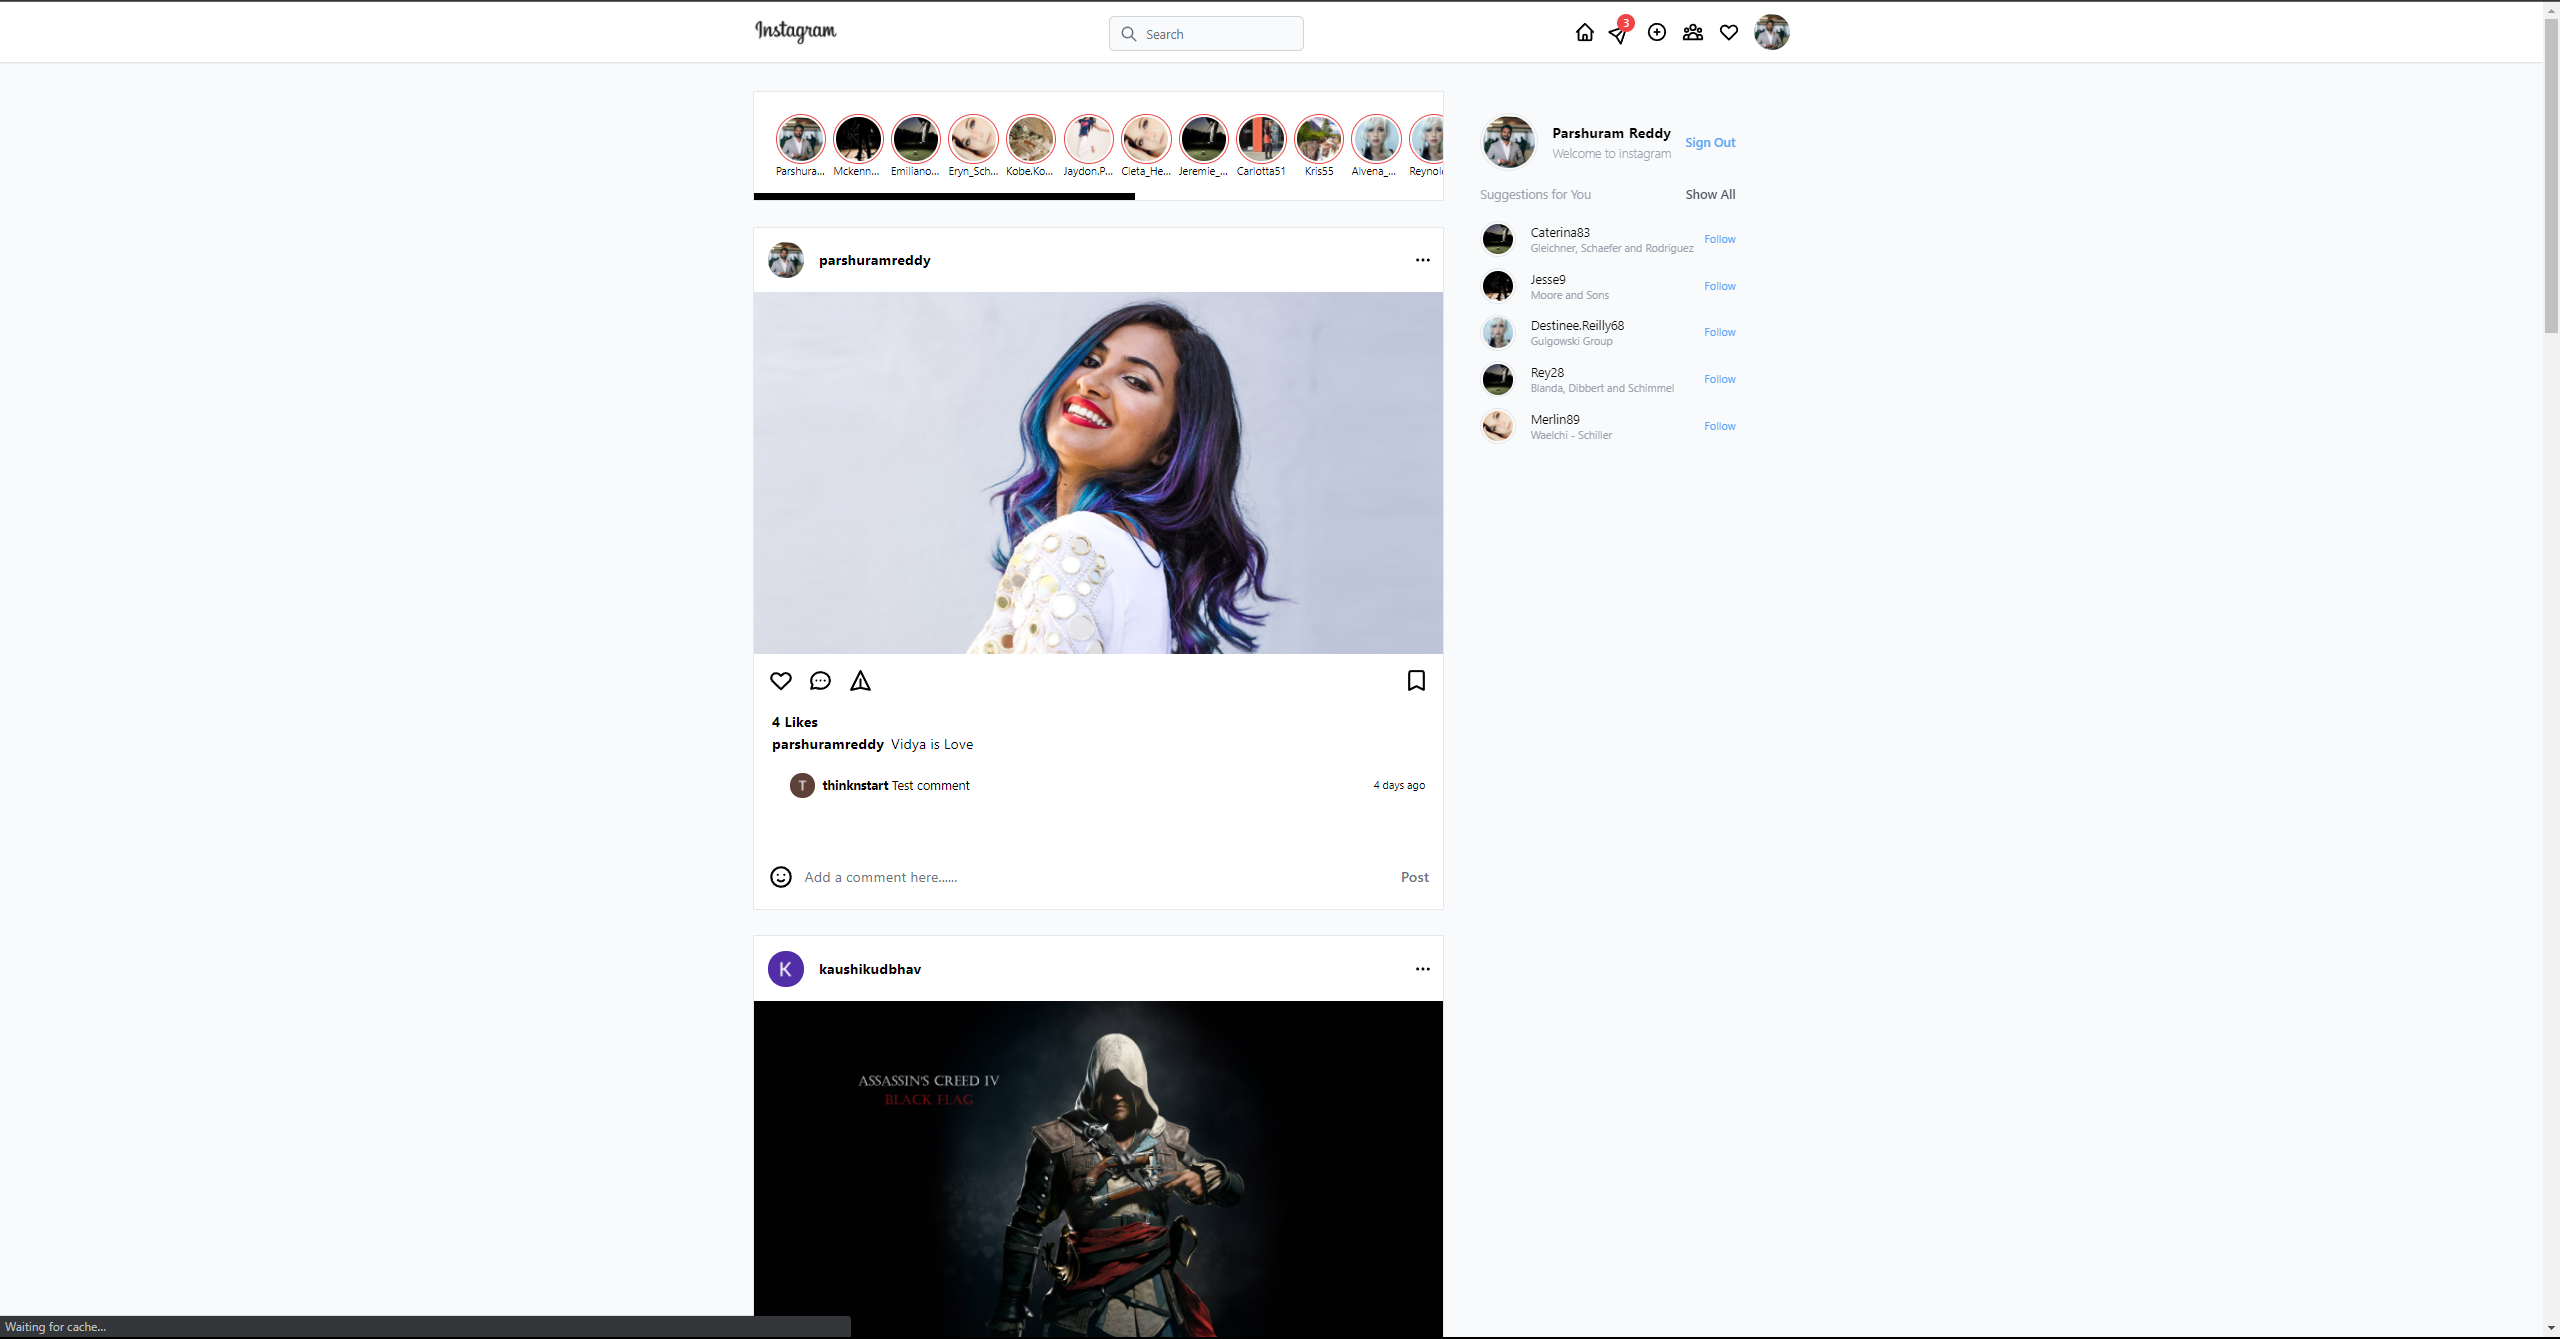 Instagram
Search
3
Parshura...
Mckenn...
Emiliano...
Eryn_Sch...
Kobe.Ko...
Jaydon.P...
Cleta_He...
Jeremie_...
Carlotta51
Kris55
Alvena_...
Parshuram Reddy
Welcome to instagram
Sign Out
Suggestions for You
Show All
Caterina83
Gleichner, Schaefer and Rodriguez
Follow
Jesse9
Moore and Sons
Follow
Destinee.Reilly68
Gulgowski Group
Follow
Rey28
Blanda, Dibbert and Schimmel
Follow
Merlin89
Waelchi - Schiller
Follow
parshuramreddy
4 Likes
parshuramreddy Vidya is Love
T
thinknstart Test comment
4 days ago
Add a comment here......
Post
K
kaushikudbhav
ASSASSIN'S CREED IV
BLACK FLAG
Waiting for cache...